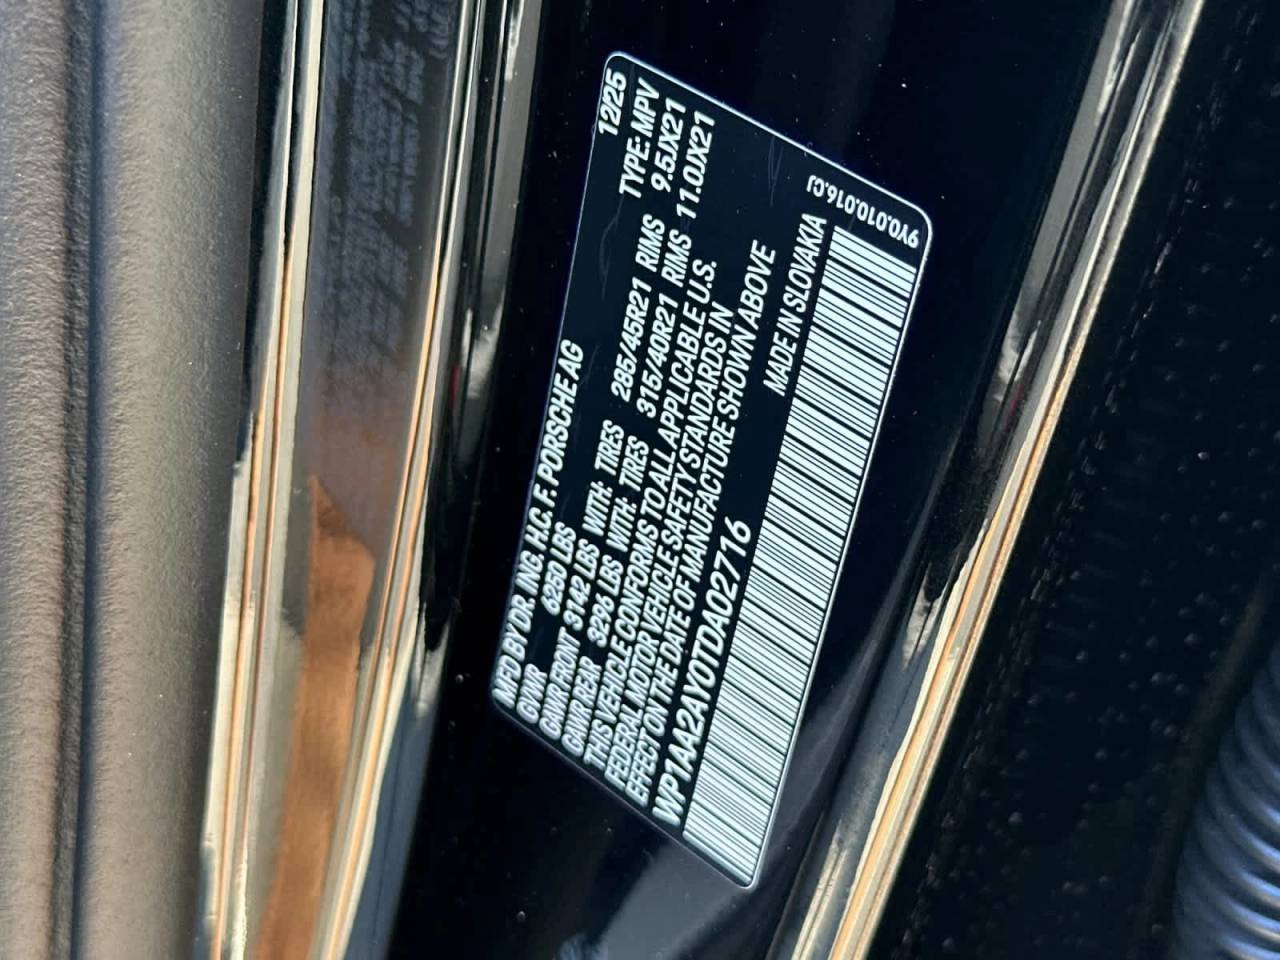 MFD BY DR. ING. H.C. F. PORSCHE AG 12/25
GVWR 6250 LBS TYPE: MPV
GAWR FRONT 3142 LBS WITH: TIRES 285/45R21 RIMS 9.5JX21
GAWR REAR 3296 LBS WITH: TIRES 315/40R21 RIMS 11.0JX21
THIS VEHICLE CONFORMS TO ALL APPLICABLE U.S.
FEDERAL MOTOR VEHICLE SAFETY STANDARDS IN
EFFECT ON THE DATE OF MANUFACTURE SHOWN ABOVE
WP1AA2AY0TDA02716 MADE IN SLOVAKIA
9Y0.010.016.CJ